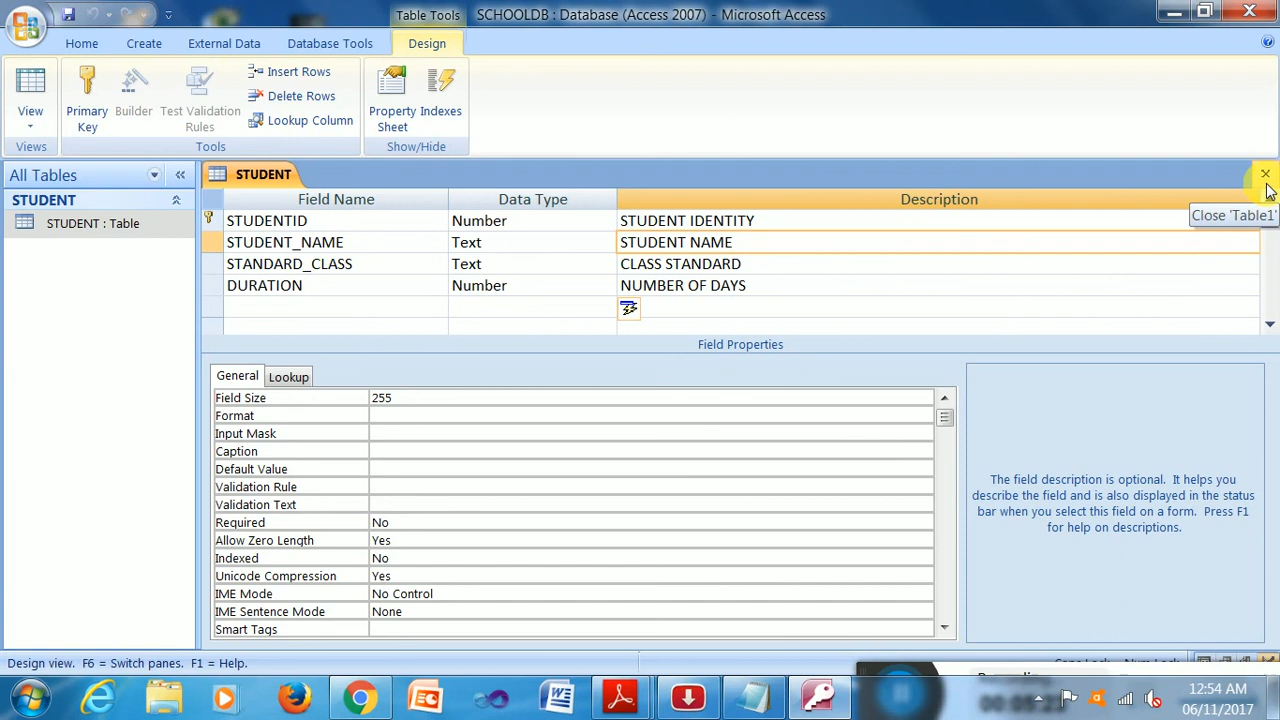 Table Tools SCHOOLDB : Database (Access 2007) - Microsoft Access
Home Create External Data Database Tools Design
View
Primary Key
Builder
Test Validation Rules
Insert Rows
Delete Rows
Lookup Column
Property Sheet
Indexes
Views Tools Show/Hide
All Tables
STUDENT
STUDENT : Table
STUDENT
Close 'Table1'
Field Name Data Type Description
STUDENTID Number STUDENT IDENTITY
STUDENT_NAME Text STUDENT NAME
STANDARD_CLASS Text CLASS STANDARD
DURATION Number NUMBER OF DAYS
Field Properties
General Lookup
Field Size 255
Format
Input Mask
Caption
Default Value
Validation Rule
Validation Text
Required No
Allow Zero Length Yes
Indexed No
Unicode Compression Yes
IME Mode No Control
IME Sentence Mode None
Smart Tags
The field description is optional. It helps you
describe the field and is also displayed in the status
bar when you select this field on a form. Press F1
for help on descriptions.
Design view. F6 = Switch panes. F1 = Help.
12:54 AM
06/11/2017